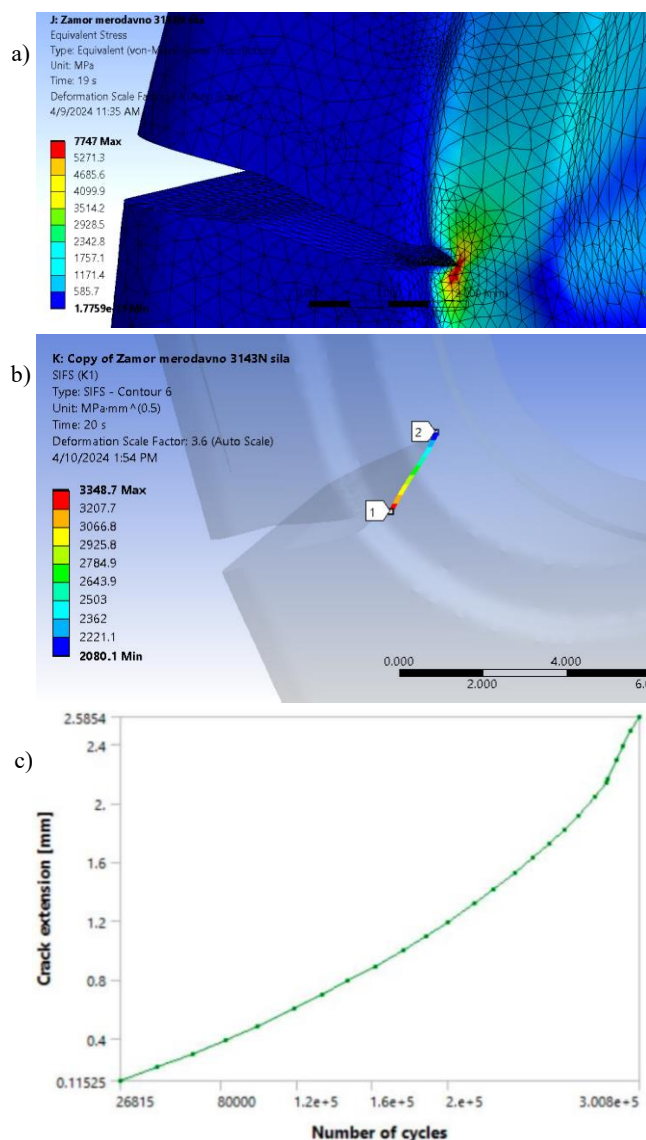 a)
J: Zamor merodavno 314 sila
Equivalent Stress
Type: Equivalent (von-M
Unit: MPa
Time: 19 s
Deformation Scale
4/9/2024 11:35 AM
7747 Max
5271.3
4685.6
4099.9
3514.2
2928.5
2342.8
1757.1
1171.4
585.7
1.7759e
b)
K: Copy of Zamor merodavno 3143N sila
SIFS (K1)
Type: SIFS - Contour 6
Unit: MPa·mm^(0.5)
Time: 20 s
Deformation Scale Factor: 3.6 (Auto Scale)
4/10/2024 1:54 PM
3348.7 Max
3207.7
3066.8
2925.8
2784.9
2643.9
2503
2362
2221.1
2080.1 Min
2
1
0.000 4.000
2.000 6.
c)
Crack extension [mm]
2.5854
2.4
2.
1.6
1.2
0.8
0.4
0.11525
26815 80000 1.2e+5 1.6e+5 2.e+5 3.008e+5
Number of cycles